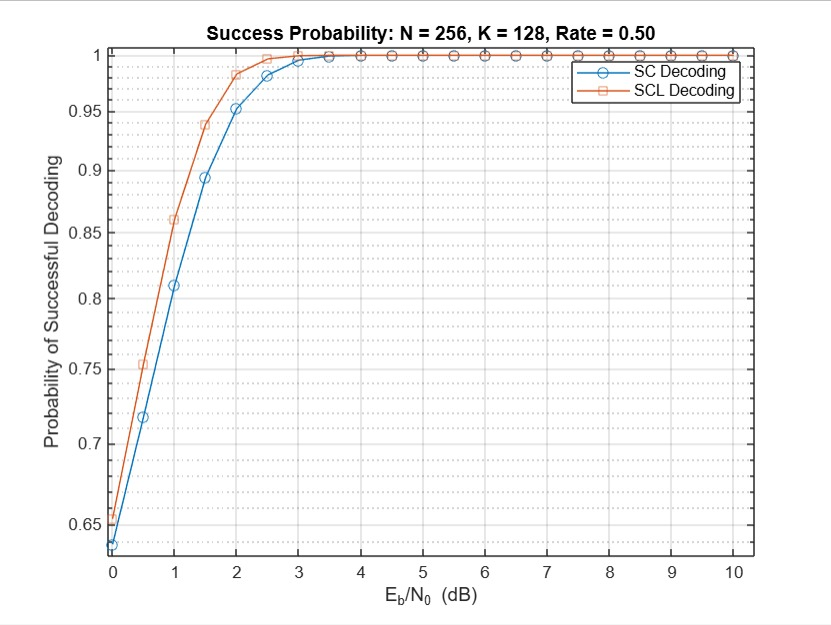 Success Probability: N = 256, K = 128, Rate = 0.50
1
0.95
0.9
0.85
0.8
0.75
0.7
0.65
Probability of Successful Decoding
SC Decoding
SCL Decoding
0 1 2 3 4 5 6 7 8 9 10
E_b/N_0 (dB)